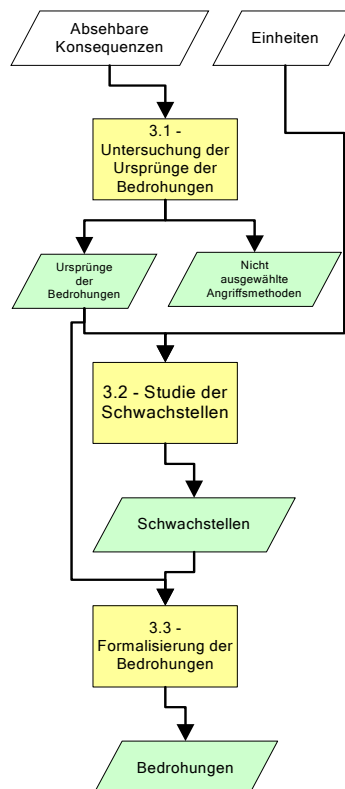 Absehbare
Konsequenzen
Einheiten
3.1 -
Untersuchung der
Ursprünge der
Bedrohungen
Ursprünge
der
Bedrohungen
Nicht
ausgewählte
Angriffsmethoden
3.2 - Studie der
Schwachstellen
Schwachstellen
3.3 -
Formalisierung der
Bedrohungen
Bedrohungen